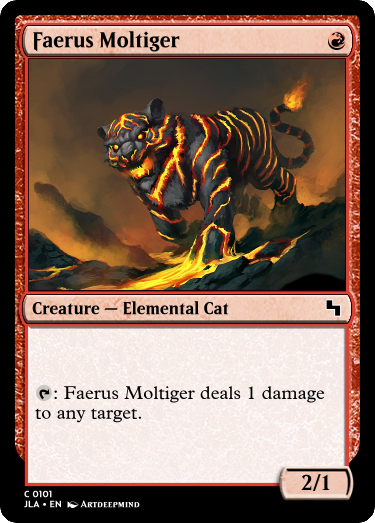 Faerus Moltiger
Creature — Elemental Cat
: Faerus Moltiger deals 1 damage
to any target.
2/1
C 0101
JLA • EN Artdeepmind